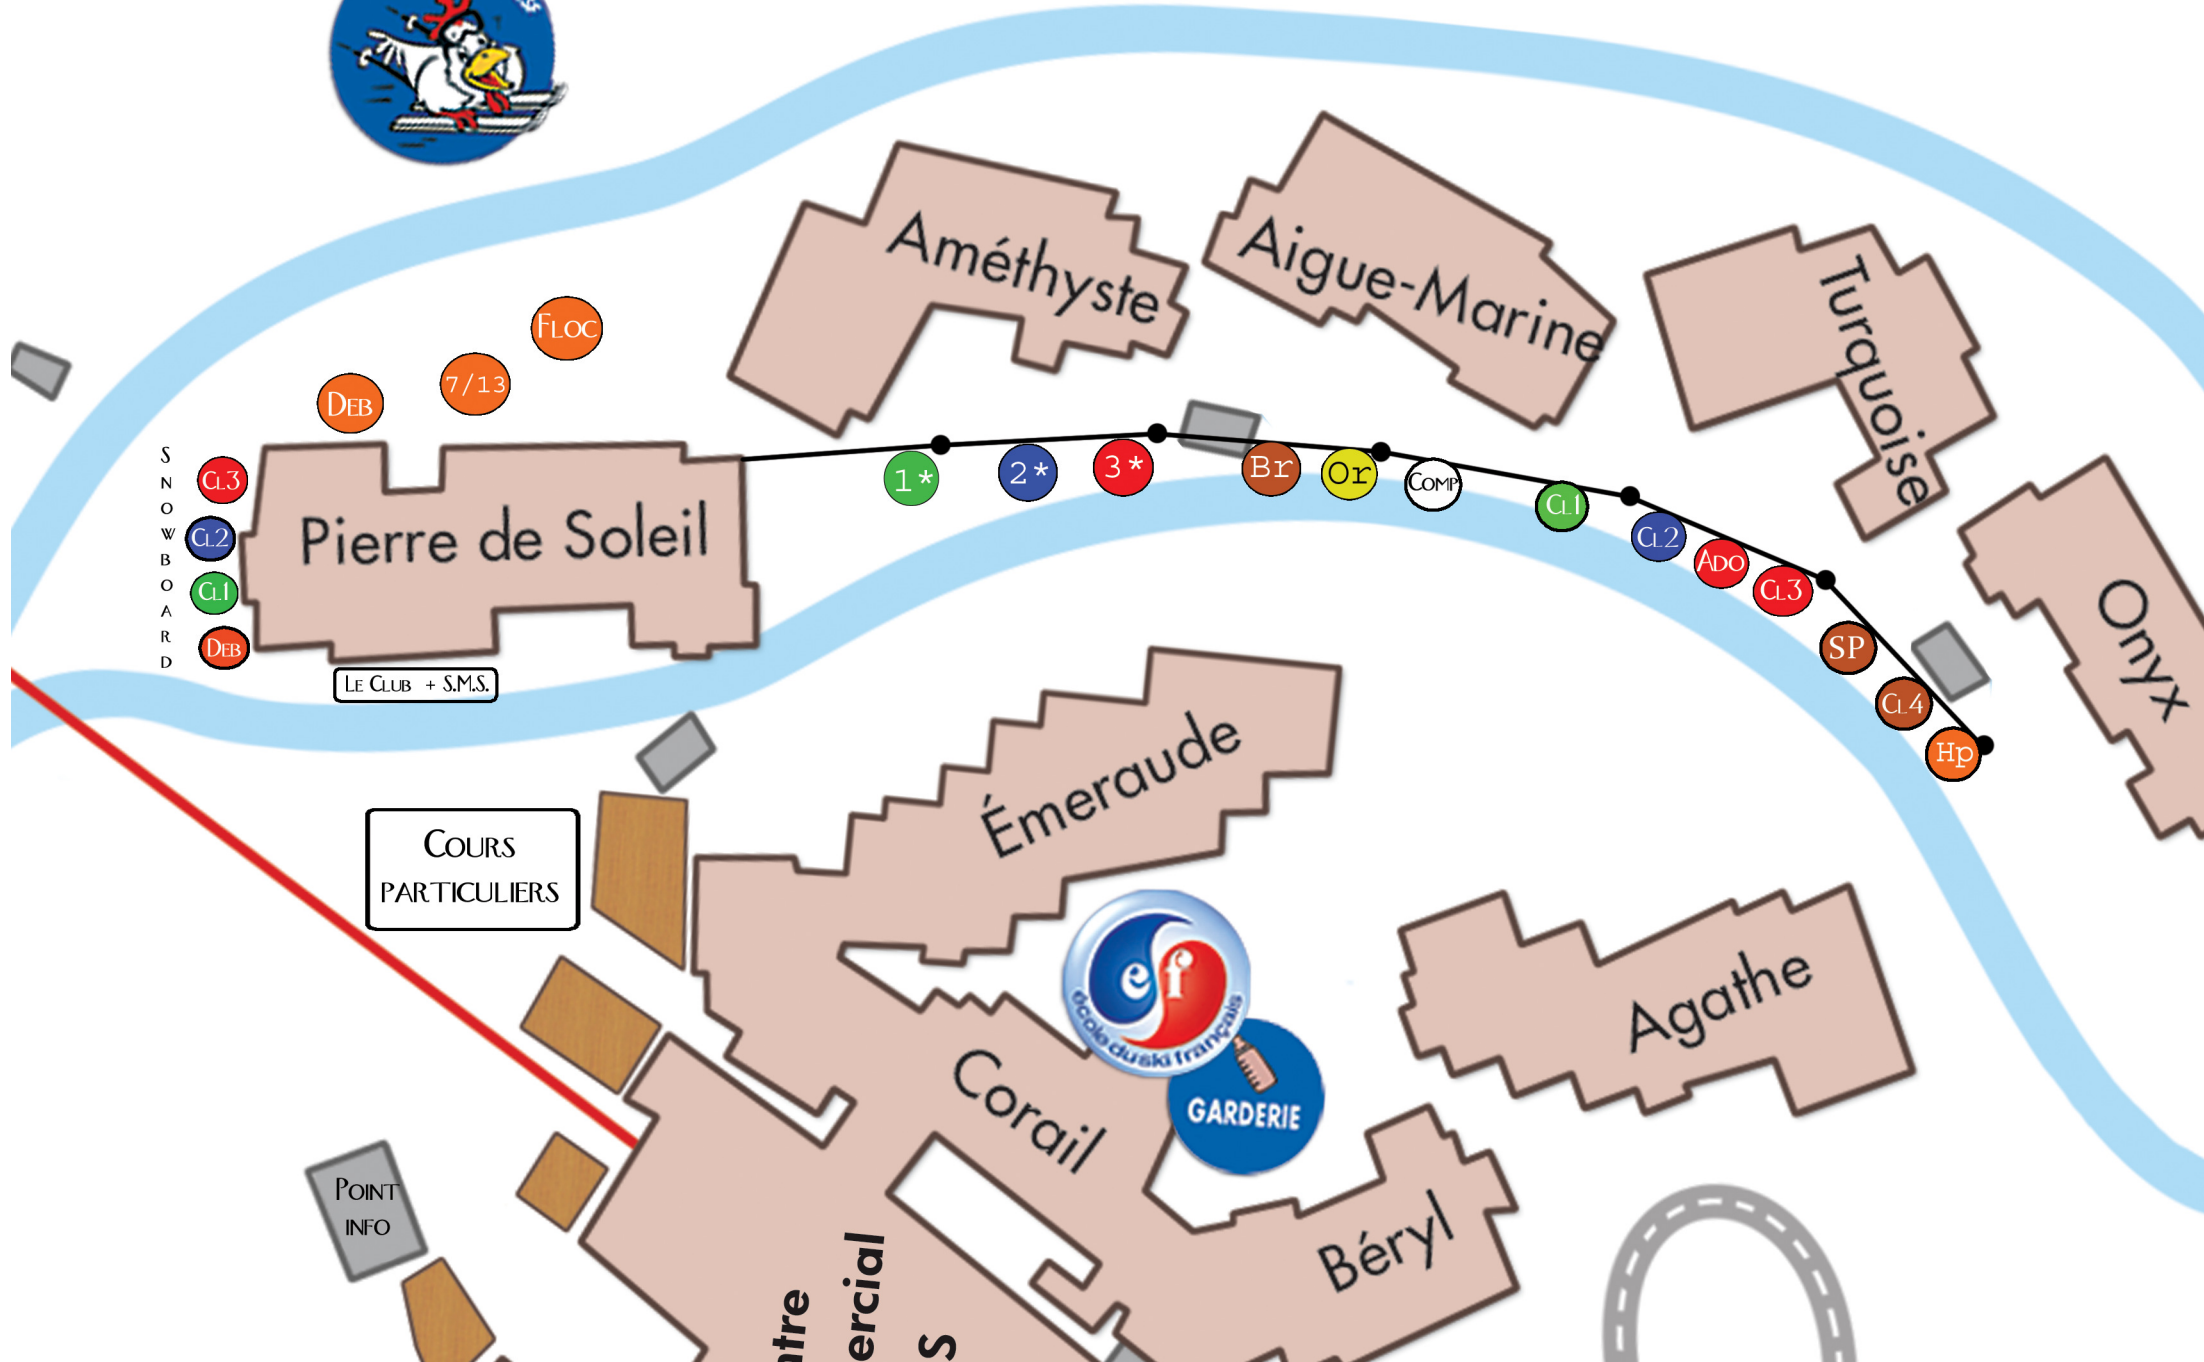 Améthyste
Aigue-Marine
Turquoise
Onyx
FLOC
7/13
DEB
SNOWBOARD
CL3
CL2
CL1
DEB
Pierre de Soleil
LE CLUB + S.M.S.
1*
2*
3*
Br
Or
COMP
CL1
CL2
ADO
CL3
SP
CL4
Hp
Émeraude
COURS
PARTICULIERS
esf
école du ski français
GARDERIE
Agathe
Corail
Béryl
POINT
INFO
ntre
ercial
S